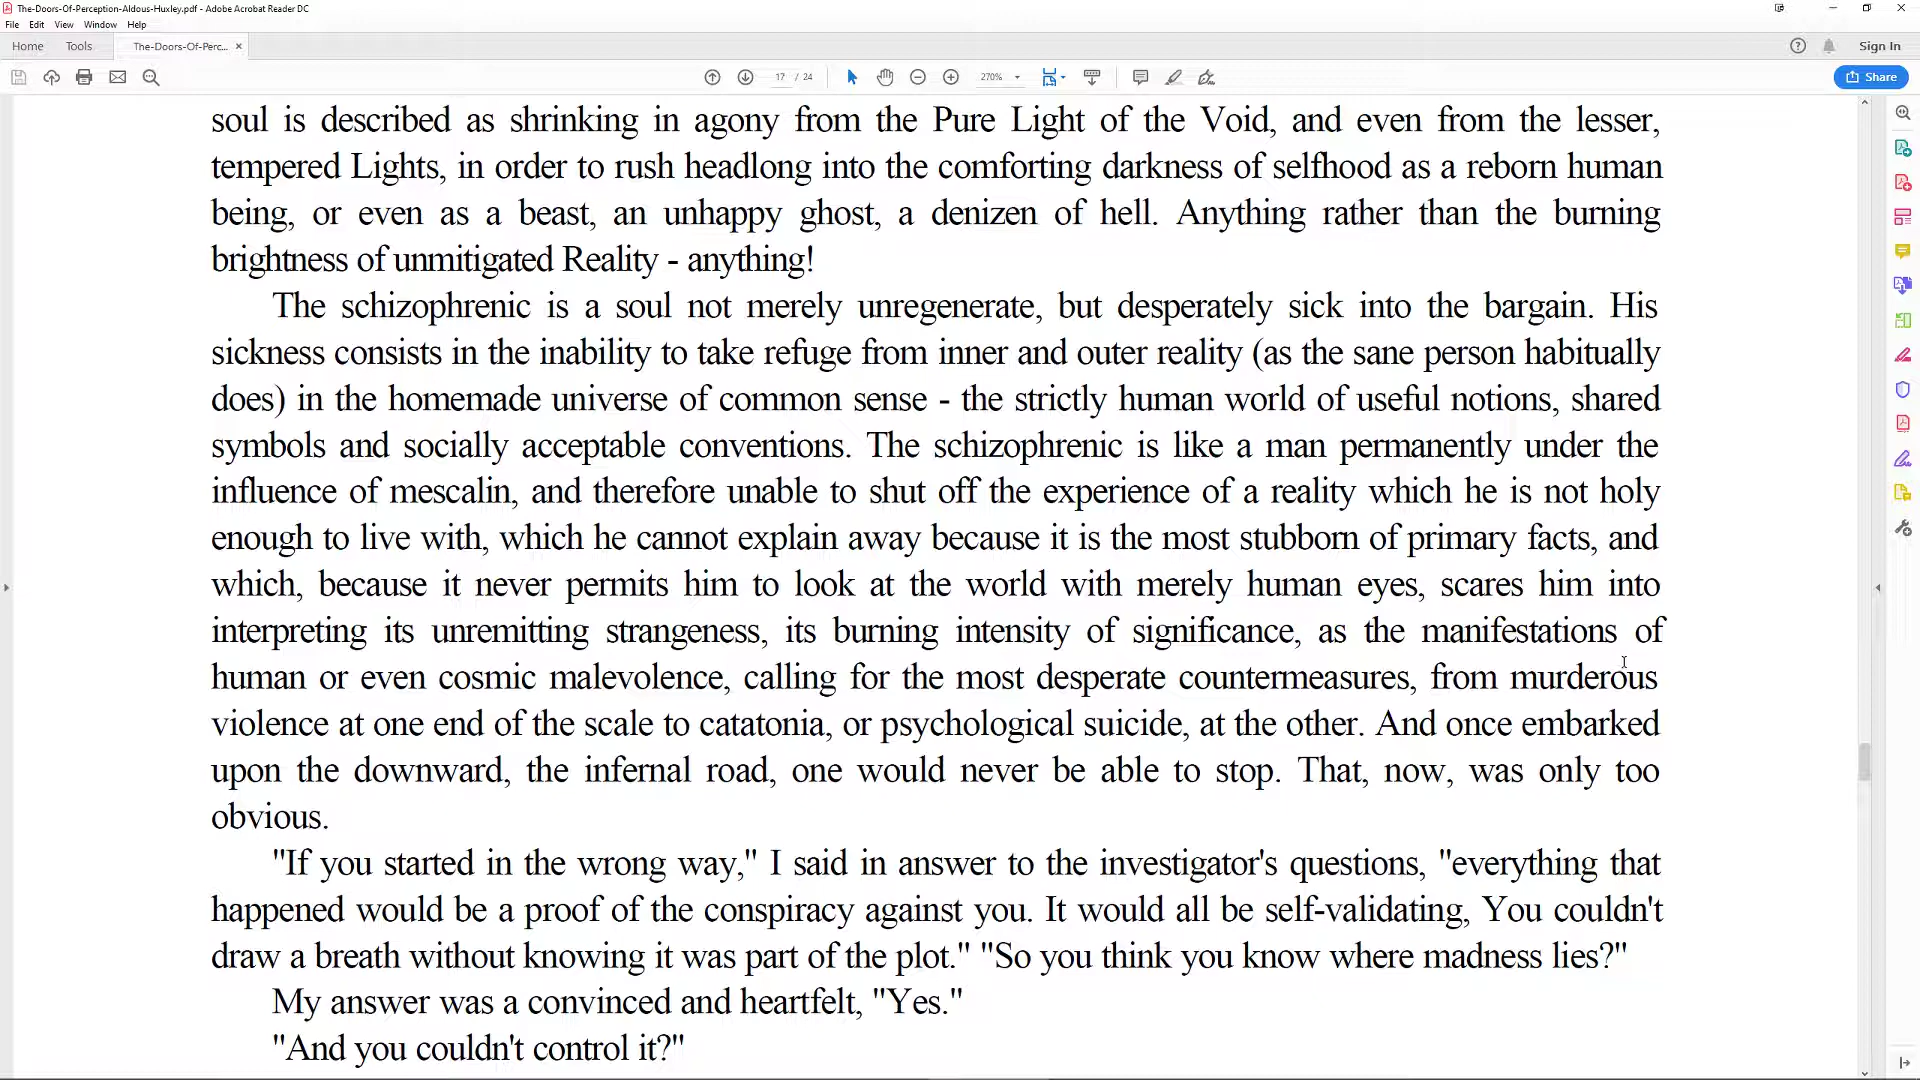 The-Doors-Of-Perception-Aldous-Huxley.pdf - Adobe Acrobat Reader DC
File Edit View Window Help
Home Tools The-Doors-Of-Perc... × Sign In
17 / 24 270% Share
soul is described as shrinking in agony from the Pure Light of the Void, and even from the lesser,
tempered Lights, in order to rush headlong into the comforting darkness of selfhood as a reborn human
being, or even as a beast, an unhappy ghost, a denizen of hell. Anything rather than the burning
brightness of unmitigated Reality - anything!
The schizophrenic is a soul not merely unregenerate, but desperately sick into the bargain. His
sickness consists in the inability to take refuge from inner and outer reality (as the sane person habitually
does) in the homemade universe of common sense - the strictly human world of useful notions, shared
symbols and socially acceptable conventions. The schizophrenic is like a man permanently under the
influence of mescalin, and therefore unable to shut off the experience of a reality which he is not holy
enough to live with, which he cannot explain away because it is the most stubborn of primary facts, and
which, because it never permits him to look at the world with merely human eyes, scares him into
interpreting its unremitting strangeness, its burning intensity of significance, as the manifestations of
human or even cosmic malevolence, calling for the most desperate countermeasures, from murderous
violence at one end of the scale to catatonia, or psychological suicide, at the other. And once embarked
upon the downward, the infernal road, one would never be able to stop. That, now, was only too
obvious.
"If you started in the wrong way," I said in answer to the investigator's questions, "everything that
happened would be a proof of the conspiracy against you. It would all be self-validating, You couldn't
draw a breath without knowing it was part of the plot." "So you think you know where madness lies?"
My answer was a convinced and heartfelt, "Yes."
"And you couldn't control it?"